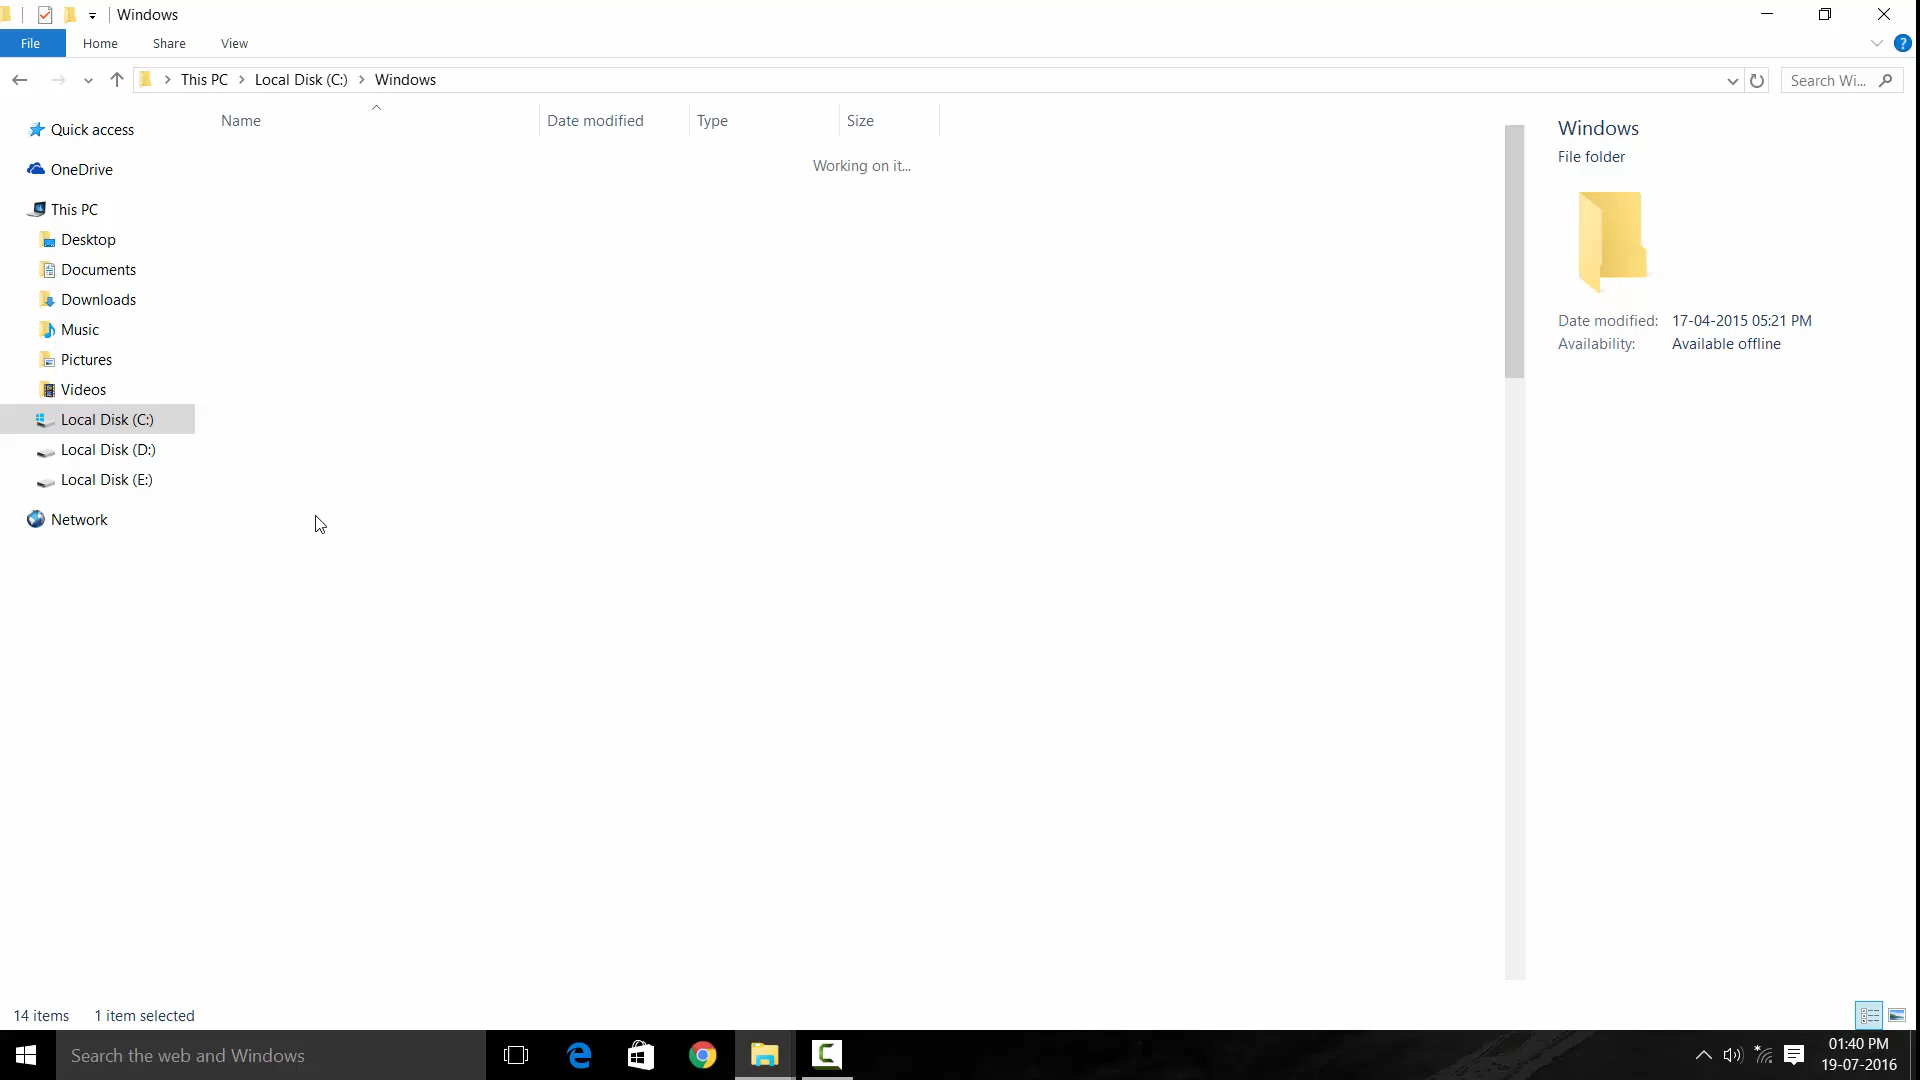 Windows
File Home Share View
This PC Local Disk (C:) Windows
Search Wi...
Name Date modified Type Size
Working on it...
Quick access
OneDrive
This PC
Desktop
Documents
Downloads
Music
Pictures
Videos
Local Disk (C:)
Local Disk (D:)
Local Disk (E:)
Network
Windows
File folder
Date modified: 17-04-2015 05:21 PM
Availability: Available offline
14 items 1 item selected
Search the web and Windows
01:40 PM
19-07-2016